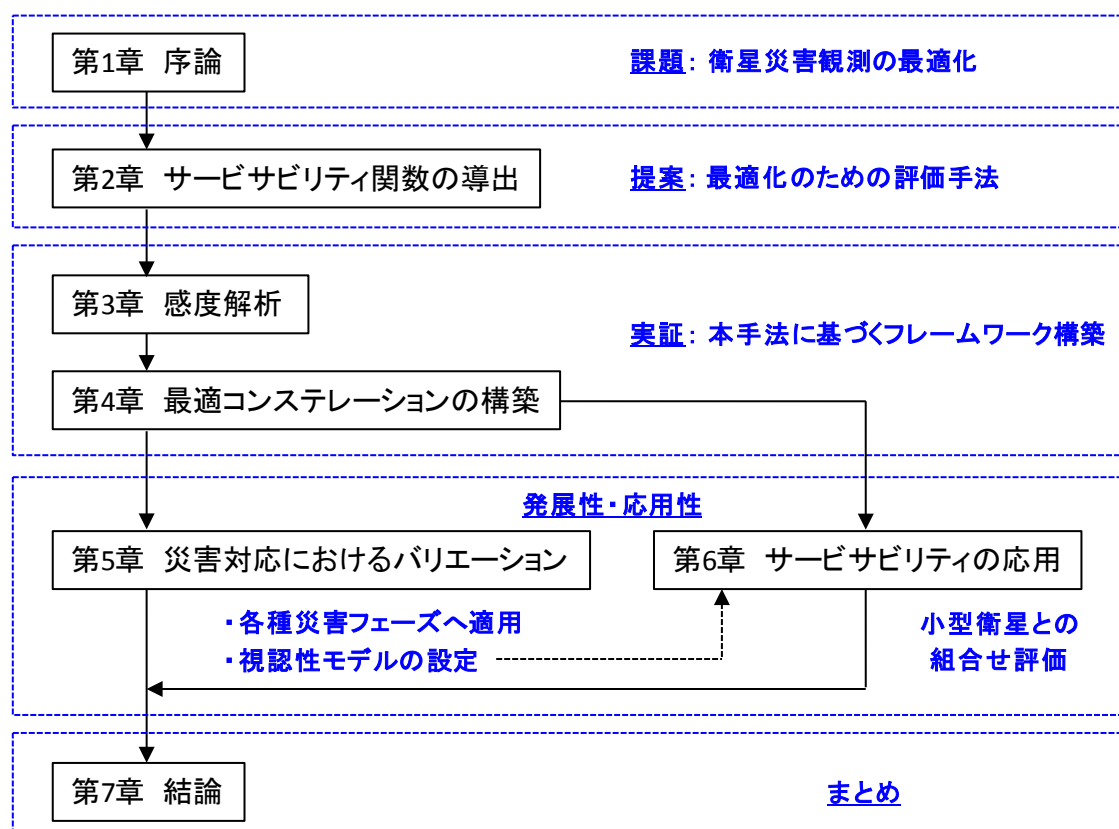 第1章 序論
課題: 衛星災害観測の最適化
第2章 サービサビリティ関数の導出
提案: 最適化のための評価手法
第3章 感度解析
実証: 本手法に基づくフレームワーク構築
第4章 最適コンステレーションの構築
発展性・応用性
第5章 災害対応におけるバリエーション
第6章 サービサビリティの応用
・各種災害フェーズへ適用
・視認性モデルの設定
小型衛星との
組合せ評価
第7章 結論
まとめ